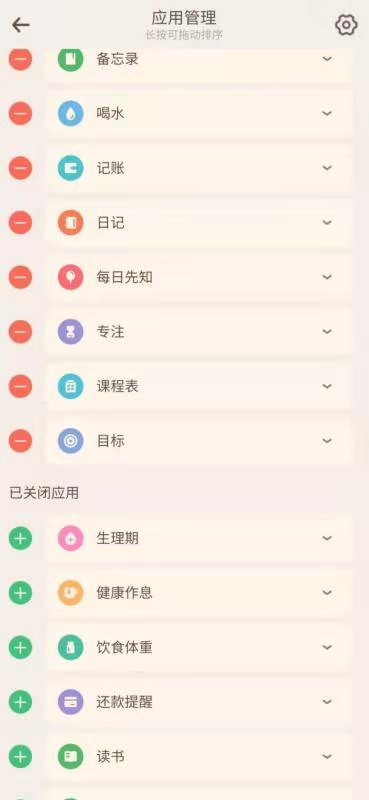 应用管理
长按可拖动排序
备忘录
喝水
记账
日记
每日先知
专注
课程表
目标
已关闭应用
生理期
健康作息
饮食体重
还款提醒
读书